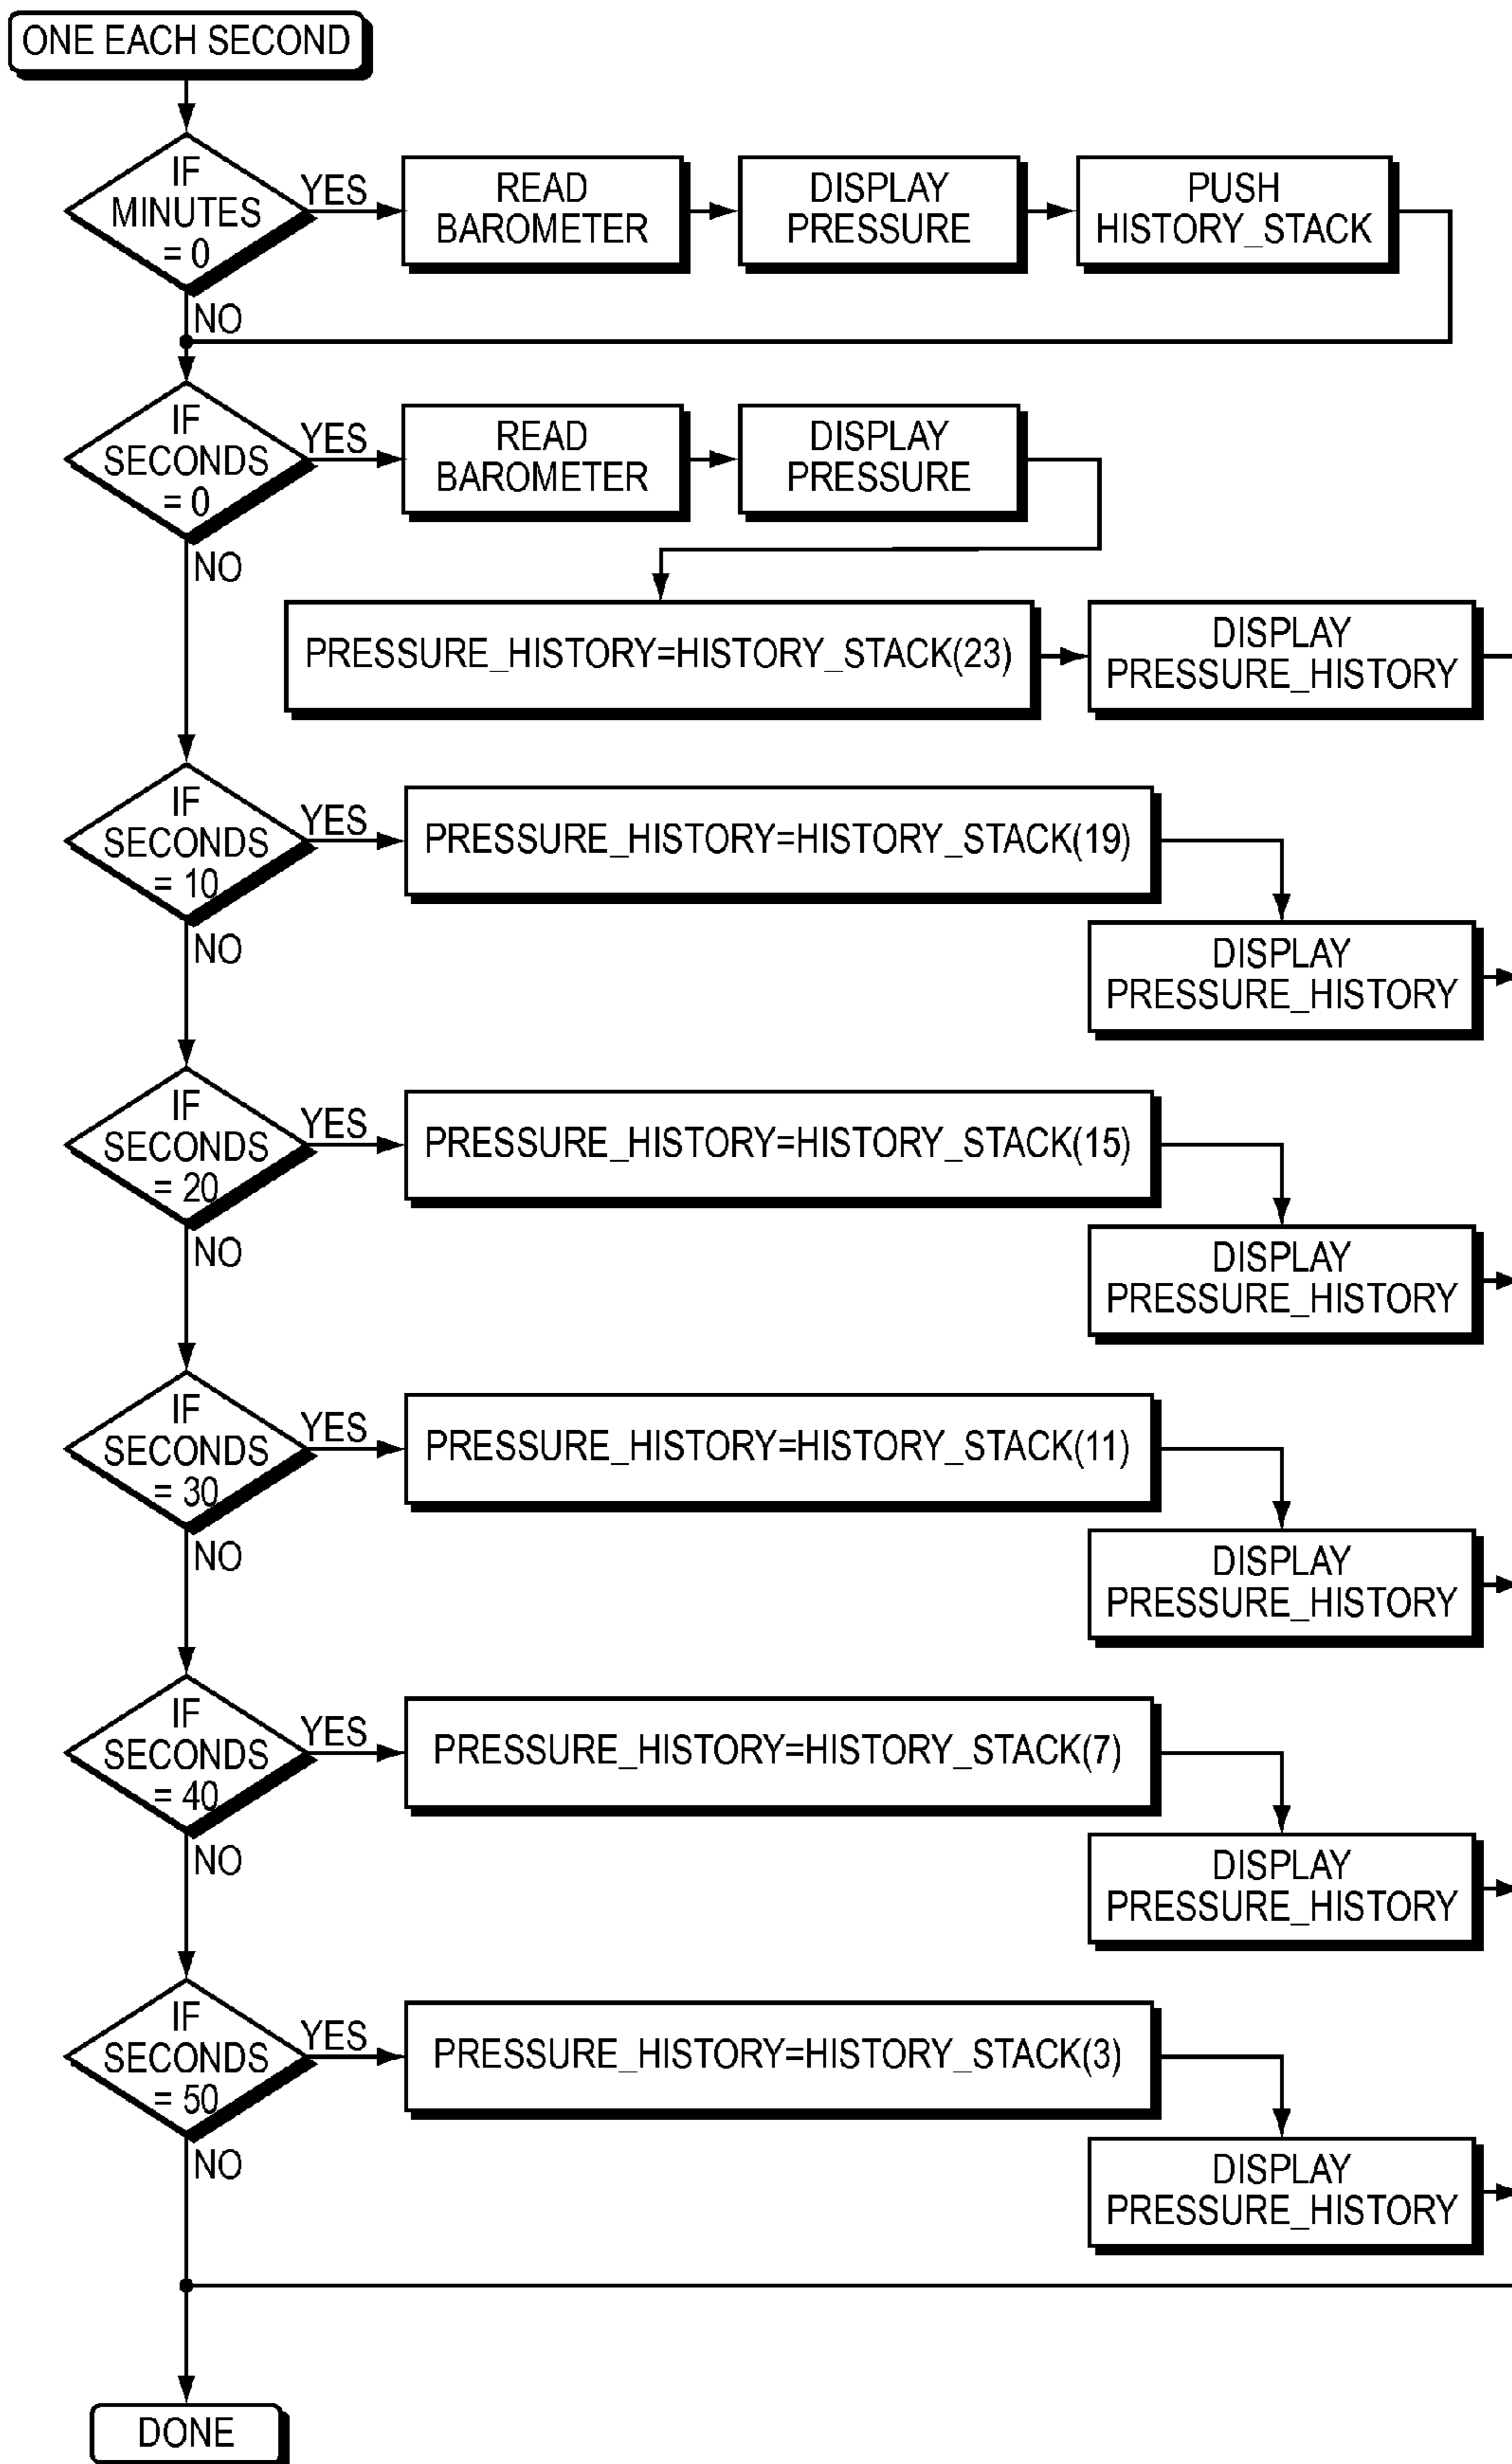 ONE EACH SECOND
IF
MINUTES
= 0
YES
READ
BAROMETER
DISPLAY
PRESSURE
PUSH
HISTORY_STACK
NO
IF
SECONDS
= 0
YES
READ
BAROMETER
DISPLAY
PRESSURE
NO
PRESSURE_HISTORY=HISTORY_STACK(23)
DISPLAY
PRESSURE_HISTORY
IF
SECONDS
= 10
YES
PRESSURE_HISTORY=HISTORY_STACK(19)
NO
DISPLAY
PRESSURE_HISTORY
IF
SECONDS
= 20
YES
PRESSURE_HISTORY=HISTORY_STACK(15)
NO
DISPLAY
PRESSURE_HISTORY
IF
SECONDS
= 30
YES
PRESSURE_HISTORY=HISTORY_STACK(11)
NO
DISPLAY
PRESSURE_HISTORY
IF
SECONDS
= 40
YES
PRESSURE_HISTORY=HISTORY_STACK(7)
NO
DISPLAY
PRESSURE_HISTORY
IF
SECONDS
= 50
YES
PRESSURE_HISTORY=HISTORY_STACK(3)
NO
DISPLAY
PRESSURE_HISTORY
DONE